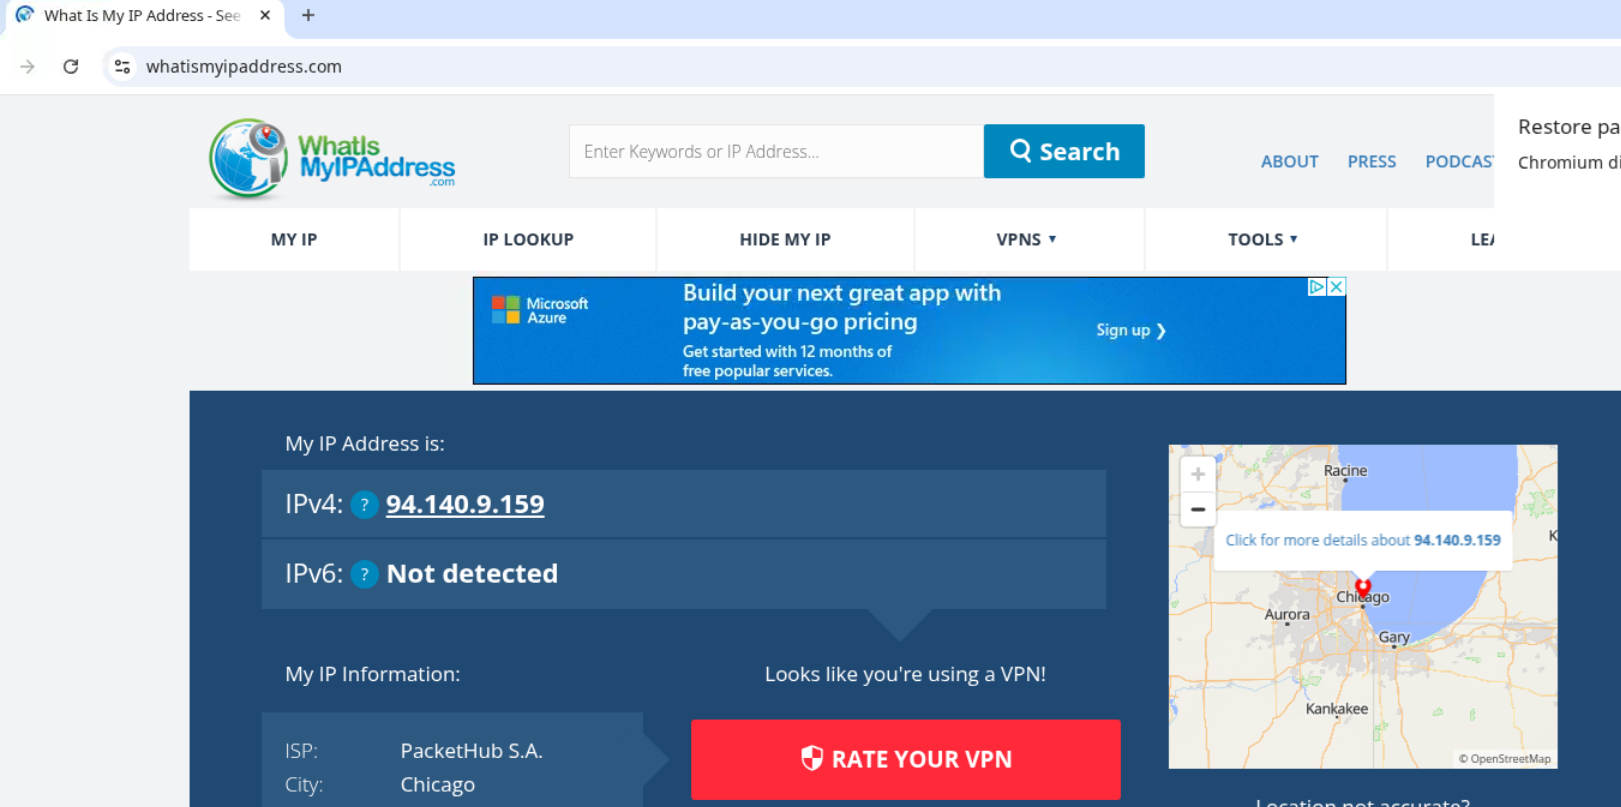 What Is My IP Address - See
whatismyipaddress.com
WhatIs
MyIPAddress
.com
Enter Keywords or IP Address...
Search
ABOUT
PRESS
PODCAST
Restore pa
Chromium di
MY IP
IP LOOKUP
HIDE MY IP
VPNS
TOOLS
LEA
Microsoft
Azure
Build your next great app with
pay-as-you-go pricing
Get started with 12 months of
free popular services.
Sign up ❯
My IP Address is:
IPv4: ? 94.140.9.159
IPv6: ? Not detected
My IP Information:
Looks like you're using a VPN!
ISP: PacketHub S.A.
City: Chicago
RATE YOUR VPN
+
−
Racine
K
Click for more details about 94.140.9.159
Chicago
Aurora
Gary
Kankakee
© OpenStreetMap
Location not accurate?